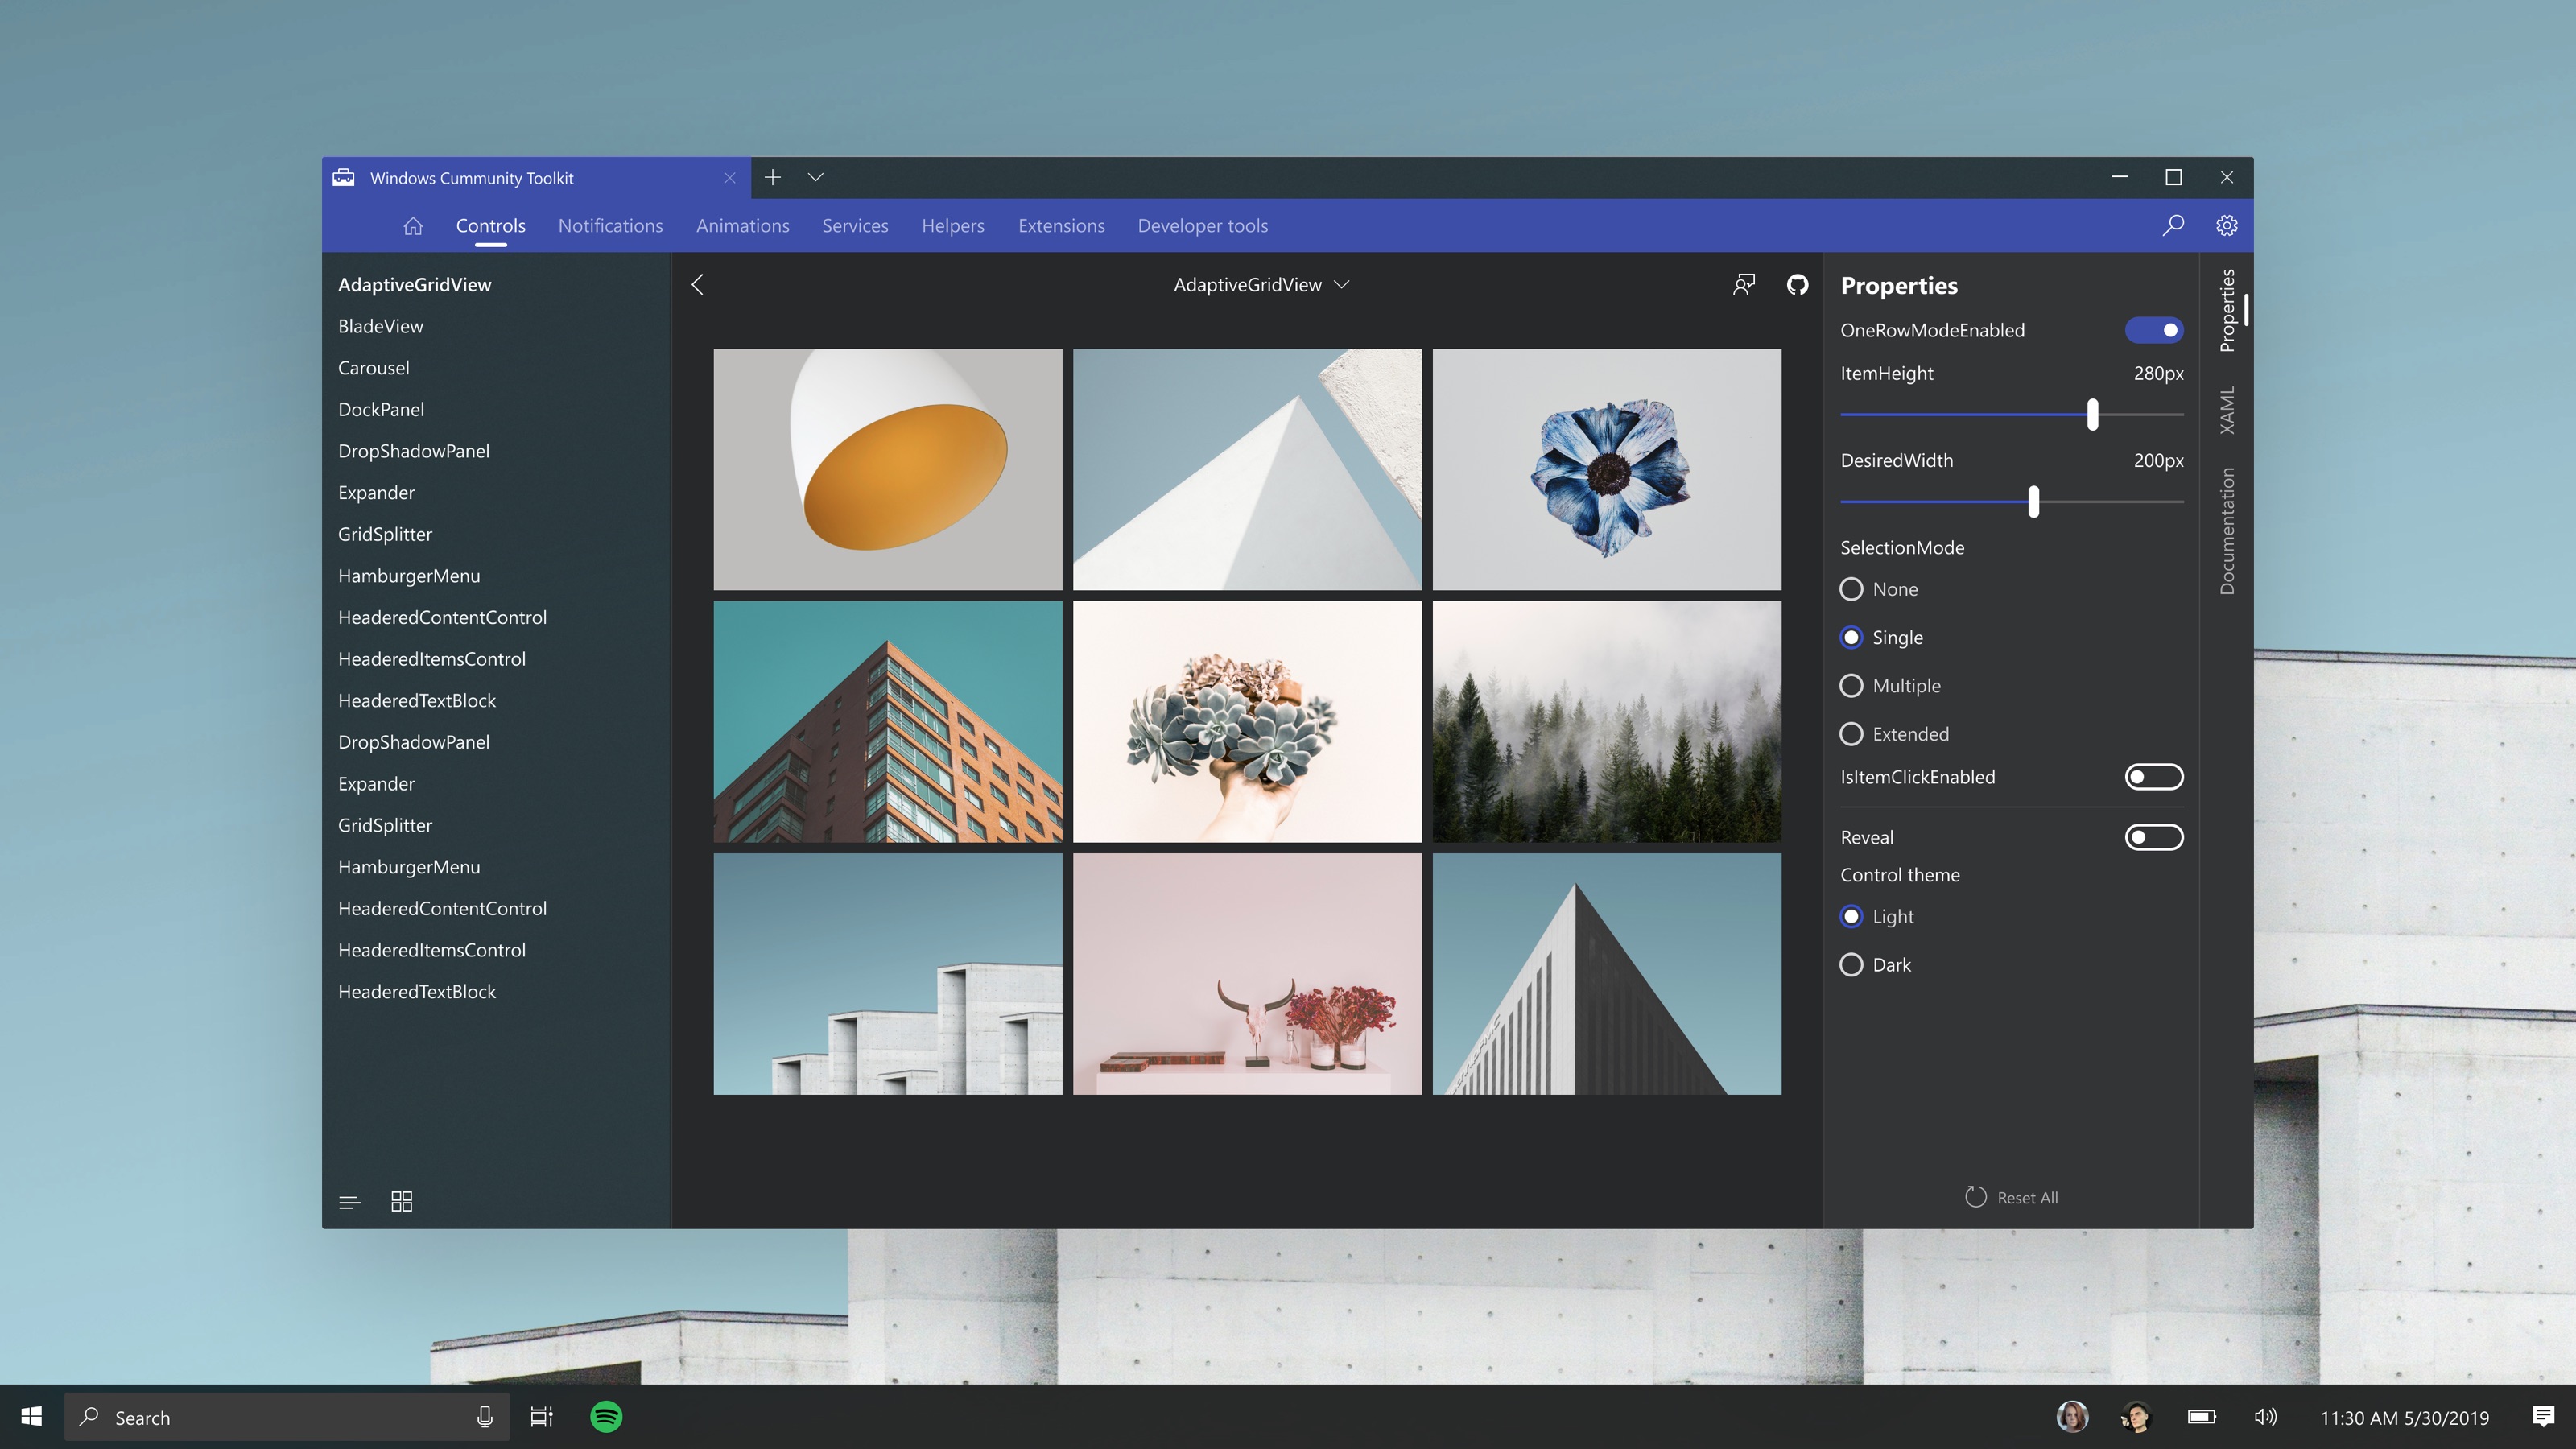 Windows Cummunity Toolkit
Controls
Notifications
Animations
Services
Helpers
Extensions
Developer tools
AdaptiveGridView
BladeView
Carousel
DockPanel
DropShadowPanel
Expander
GridSplitter
HamburgerMenu
HeaderedContentControl
HeaderedItemsControl
HeaderedTextBlock
DropShadowPanel
Expander
GridSplitter
HamburgerMenu
HeaderedContentControl
HeaderedItemsControl
HeaderedTextBlock
AdaptiveGridView
Properties
OneRowModeEnabled
ItemHeight 280px
DesiredWidth 200px
SelectionMode
None
Single
Multiple
Extended
IsItemClickEnabled
Reveal
Control theme
Light
Dark
Reset All
Properties
XAML
Documentation
Search
11:30 AM 5/30/2019